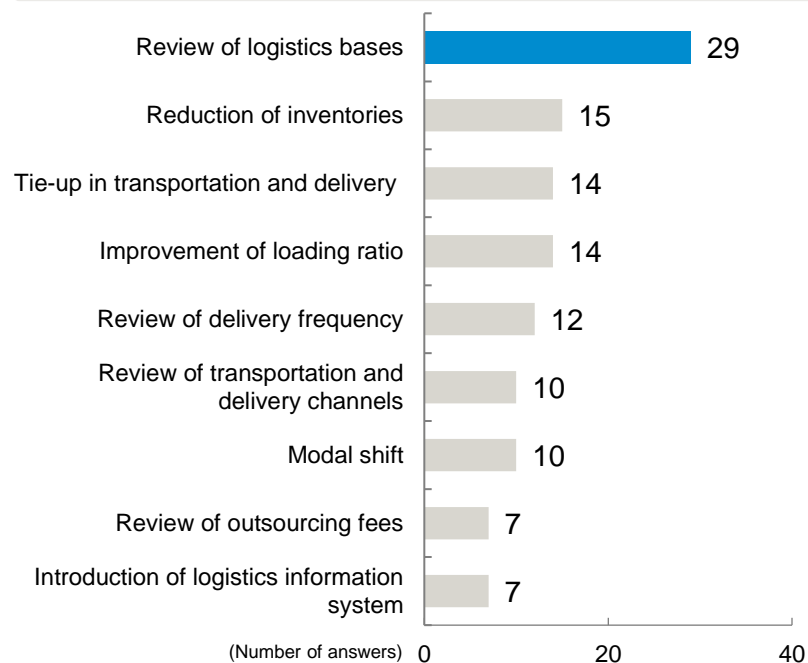 Review of logistics bases 29
Reduction of inventories 15
Tie-up in transportation and delivery 14
Improvement of loading ratio 14
Review of delivery frequency 12
Review of transportation and
delivery channels 10
Modal shift 10
Review of outsourcing fees 7
Introduction of logistics information
system 7
(Number of answers) 0 20 40